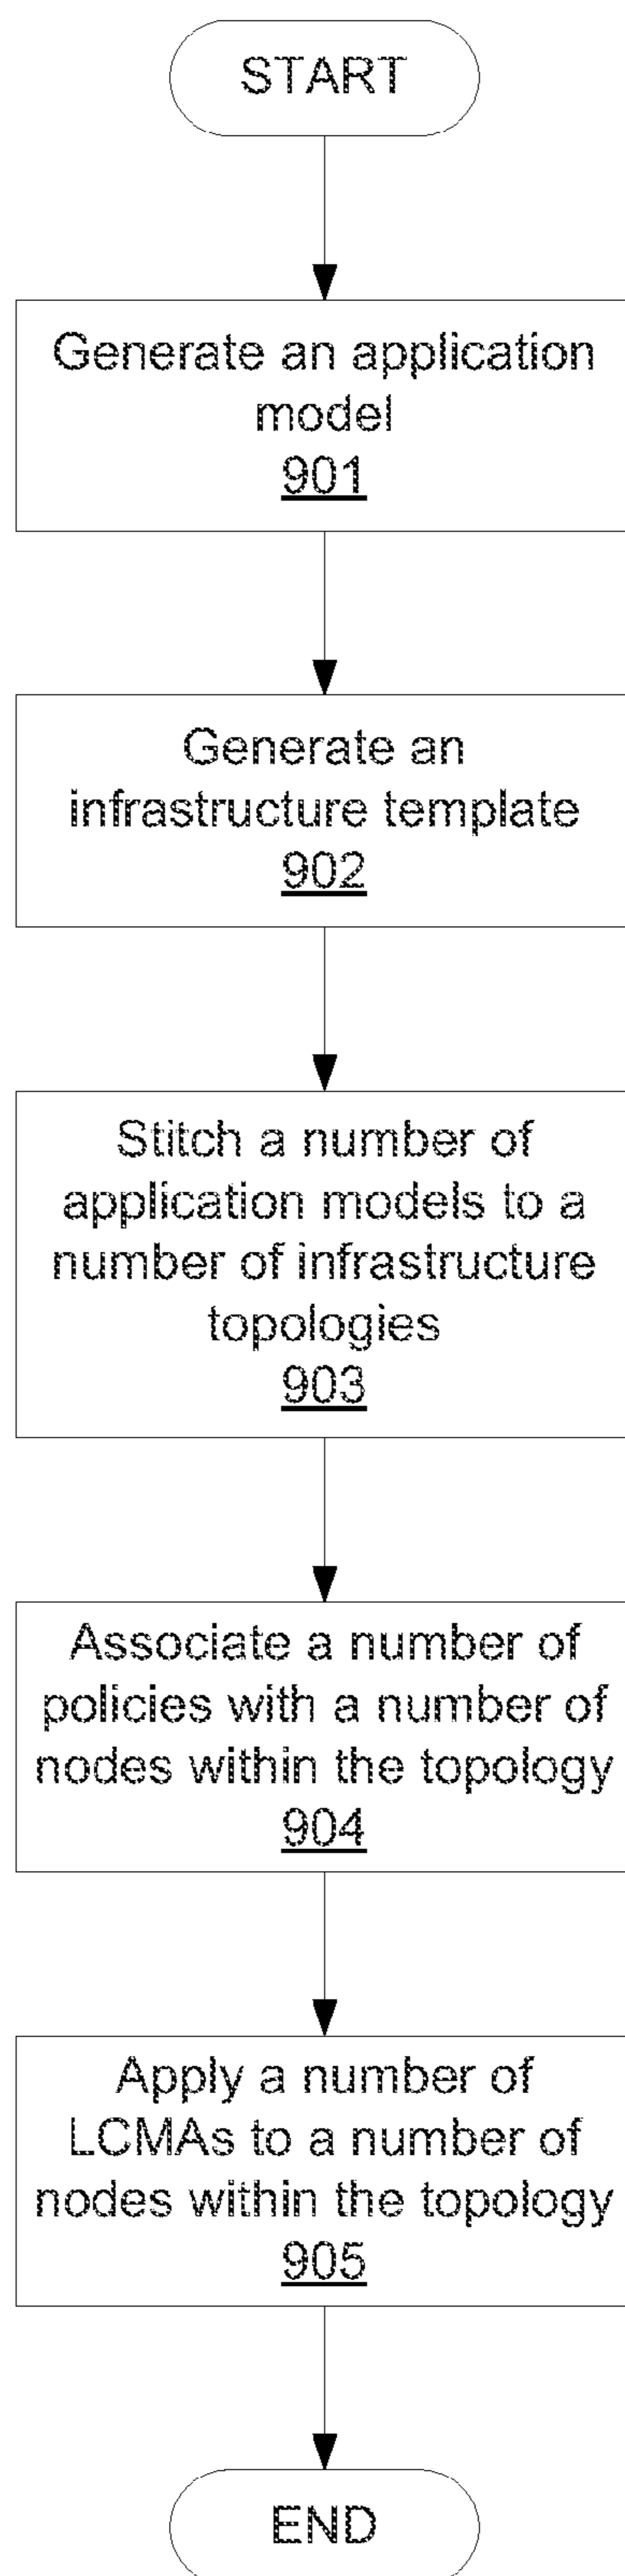 START
Generate an application
model
901
Generate an
infrastructure template
902
Stitch a number of
application models to a
number of infrastructure
topologies
903
Associate a number of
policies with a number of
nodes within the topology
904
Apply a number of
LCMAs to a number of
nodes within the topology
905
END